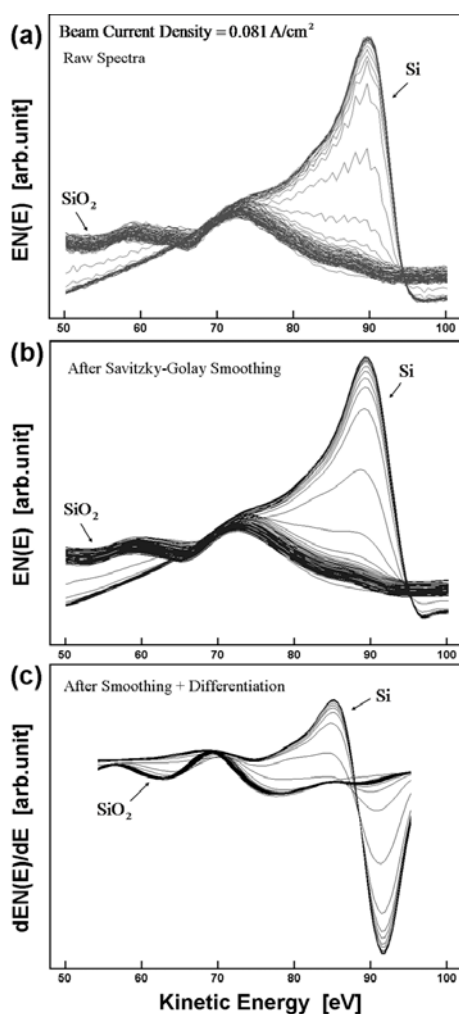 (a)
Beam Current Density = 0.081 A/cm²
Raw Spectra
Si
SiO₂
EN(E) [arb.unit]
50 60 70 80 90 100
(b)
After Savitzky-Golay Smoothing
Si
SiO₂
EN(E) [arb.unit]
50 60 70 80 90 100
(c)
After Smoothing + Differentiation
Si
SiO₂
dEN(E)/dE [arb.unit]
50 60 70 80 90 100
Kinetic Energy [eV]